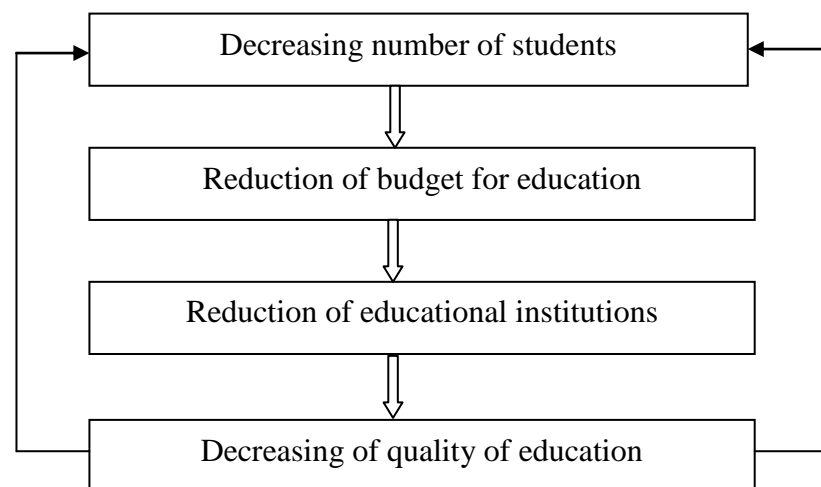 Decreasing number of students
Reduction of budget for education
Reduction of educational institutions
Decreasing of quality of education